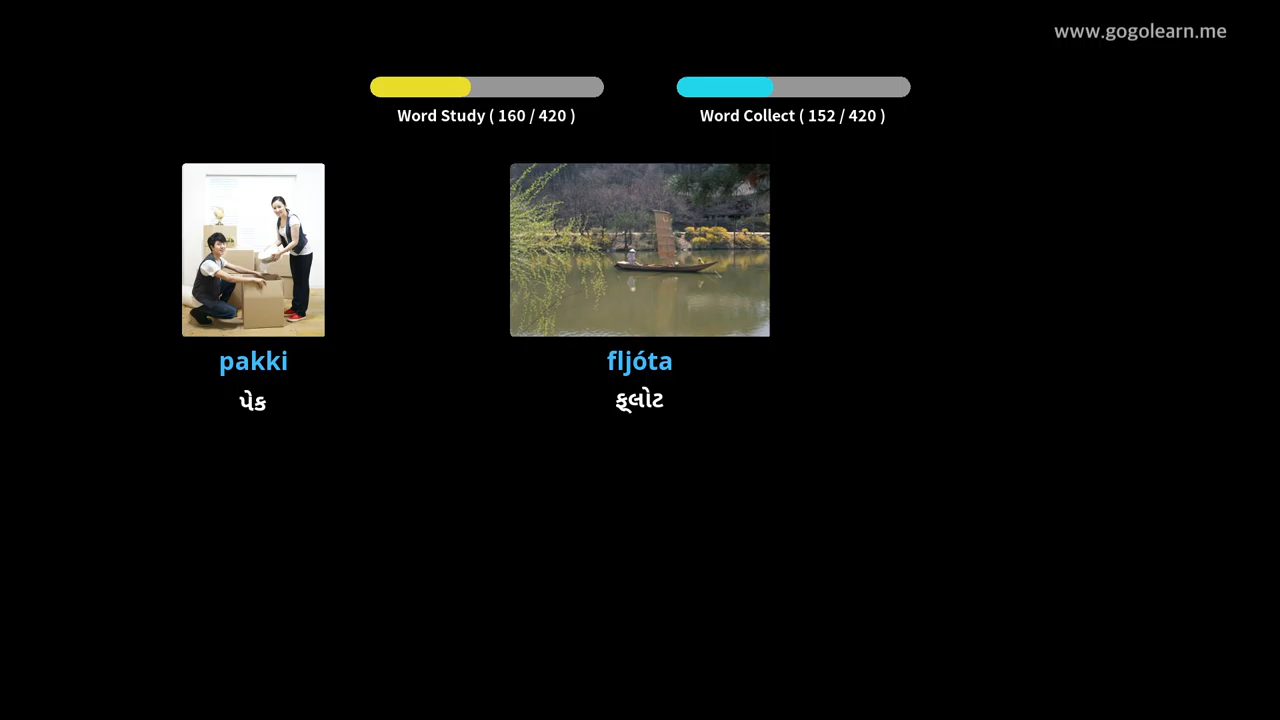 www.gogolearn.me
Word Study ( 160 / 420 )
Word Collect ( 152 / 420 )
pakki
પેક
fljóta
ફ્લોટ